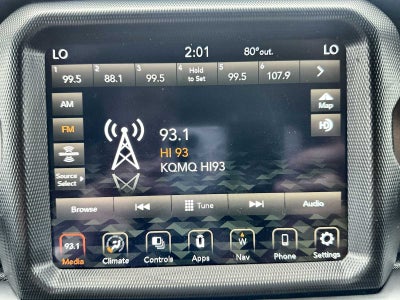 LO 2:01 80°out. LO
1 99.5 2 88.1 3 99.5 4 Hold to Set 5 99.5 6 107.9
AM
Map
FM
93.1
HI 93
KQMQ HI93
HD
Source Select
Browse Tune Audio
93.1
Media Climate Controls Apps Nav Phone Settings
W